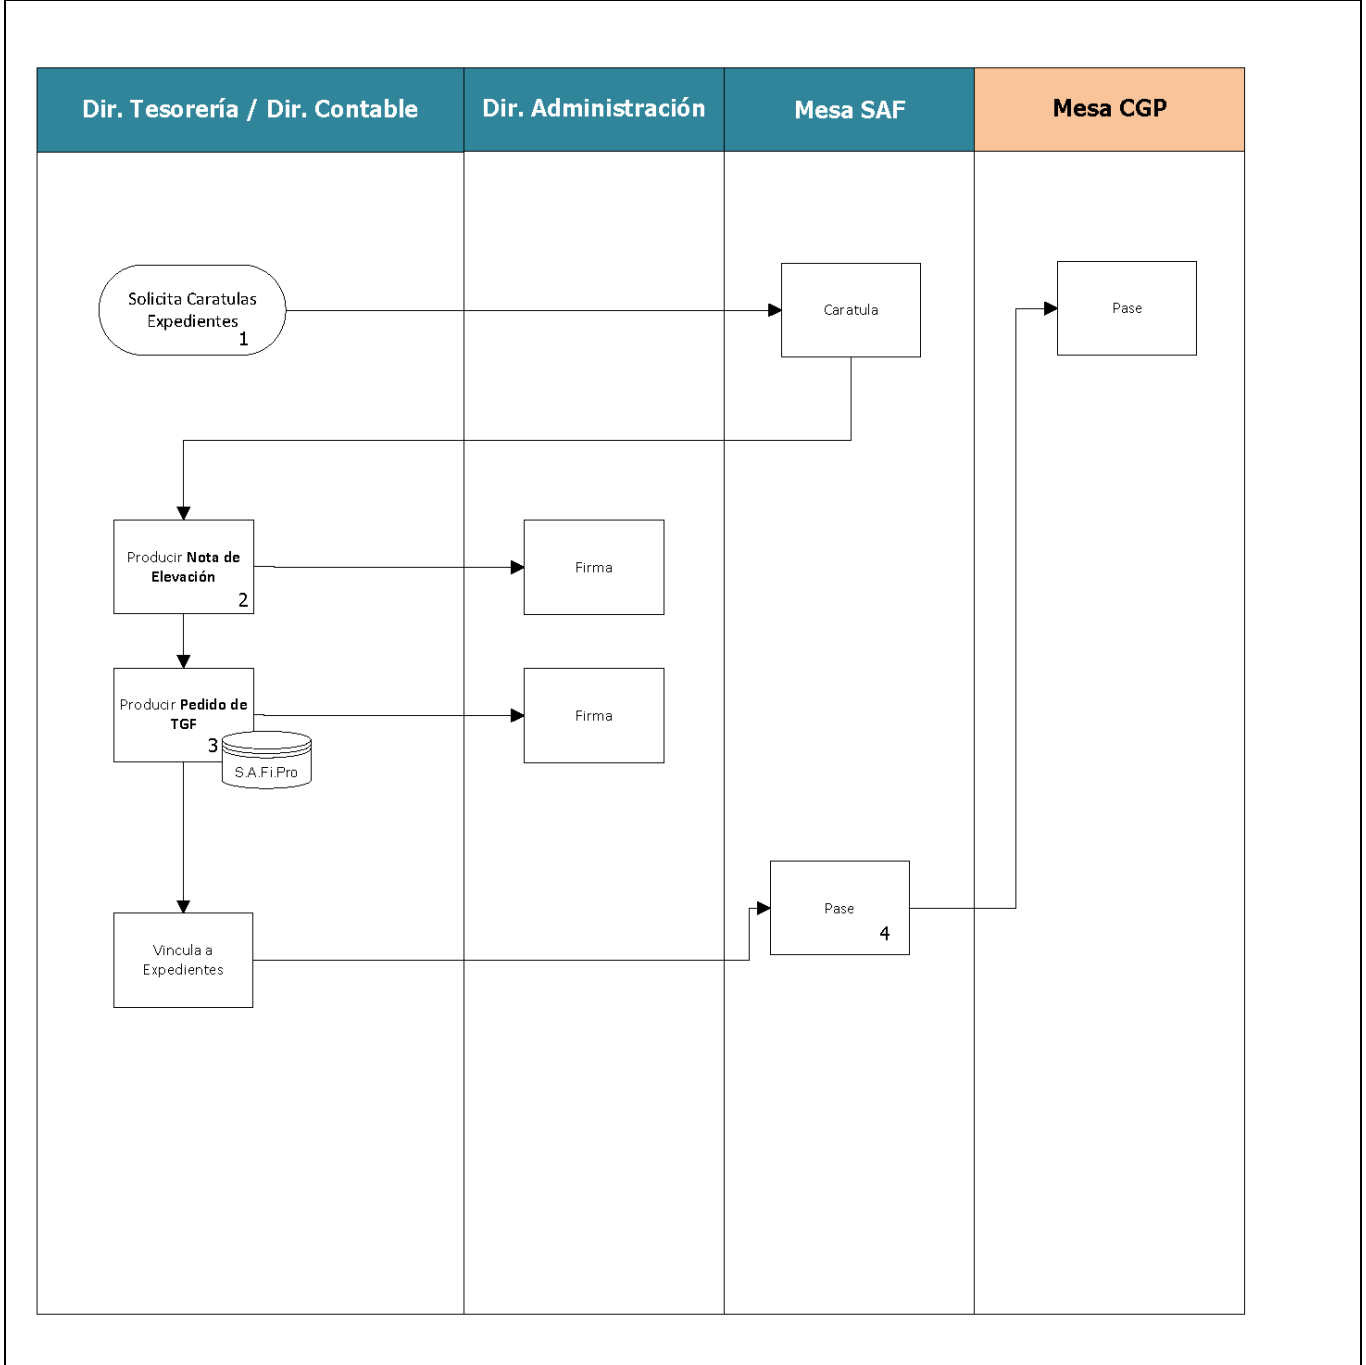 Dir. Tesorería / Dir. Contable
Dir. Administración
Mesa SAF
Mesa CGP
Solicita Caratulas
Expedientes
1
Caratula
Pase
Producir Nota de
Elevación
2
Firma
Producir Pedido de
TGF
3
S.A.Fi.Pro
Firma
Pase
4
Vincula a
Expedientes